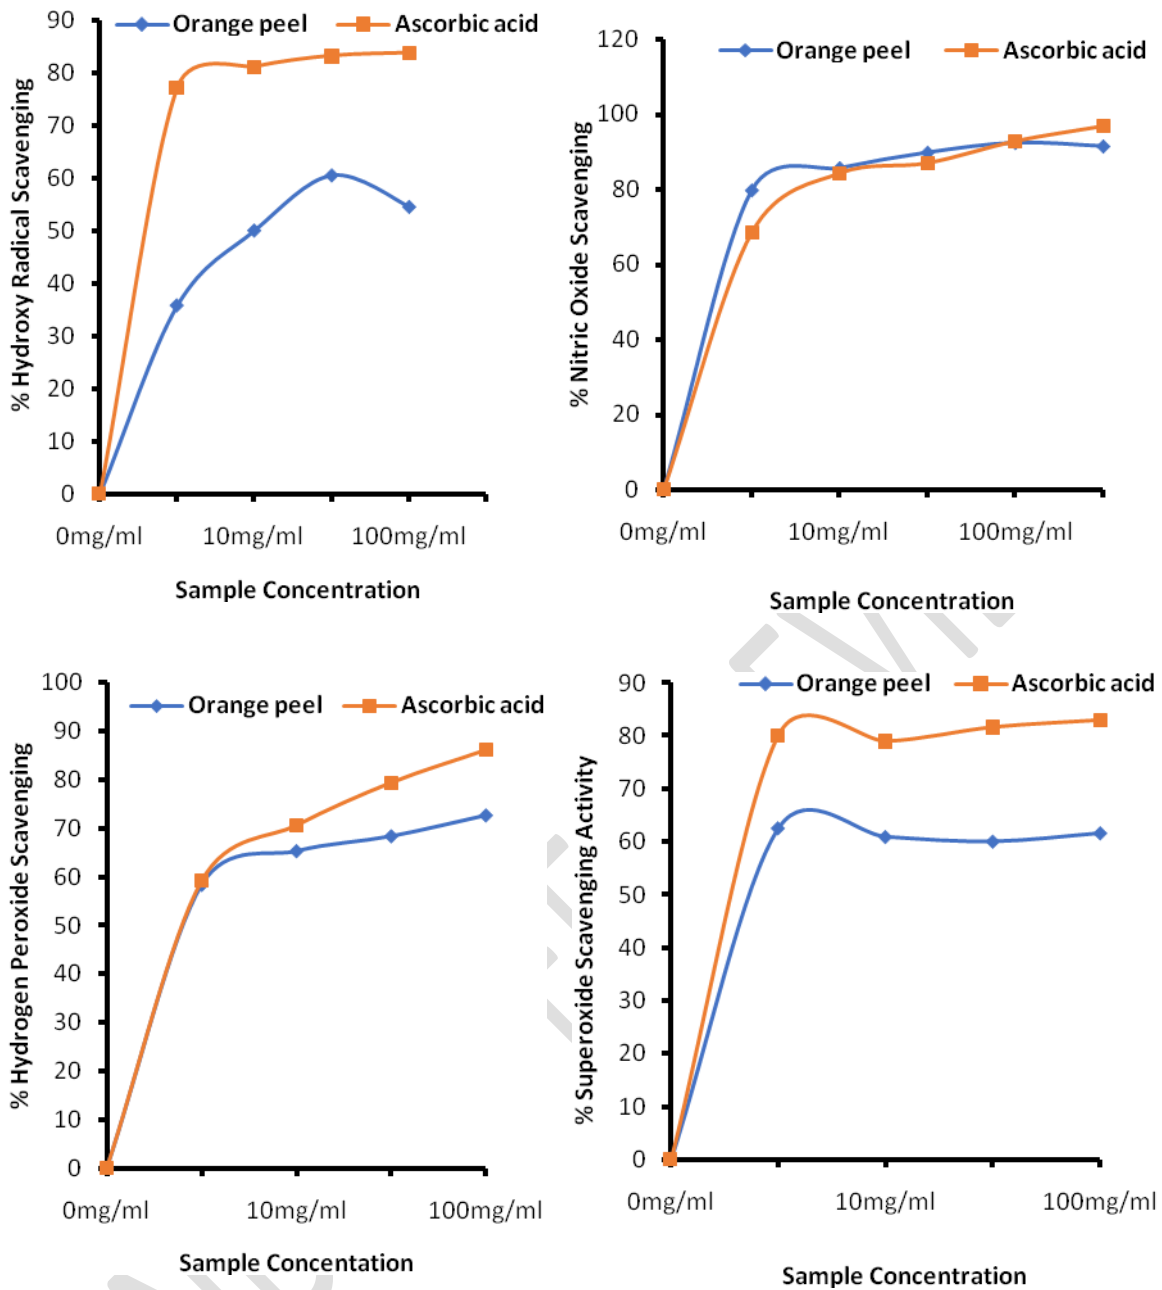 % Hydroxy Radical Scavenging
Orange peel
Ascorbic acid
90
80
70
60
50
40
30
20
10
0
0mg/ml
10mg/ml
100mg/ml
Sample Concentration
% Nitric Oxide Scavenging
Orange peel
Ascorbic acid
120
100
80
60
40
20
0
0mg/ml
10mg/ml
100mg/ml
Sample Concentration
% Hydrogen Peroxide Scavenging
Orange peel
Ascorbic acid
100
90
80
70
60
50
40
30
20
10
0
0mg/ml
10mg/ml
100mg/ml
Sample Concentation
% Superoxide Scavenging Activity
Orange peel
Ascorbic acid
90
80
70
60
50
40
30
20
10
0
0mg/ml
10mg/ml
100mg/ml
Sample Concentration